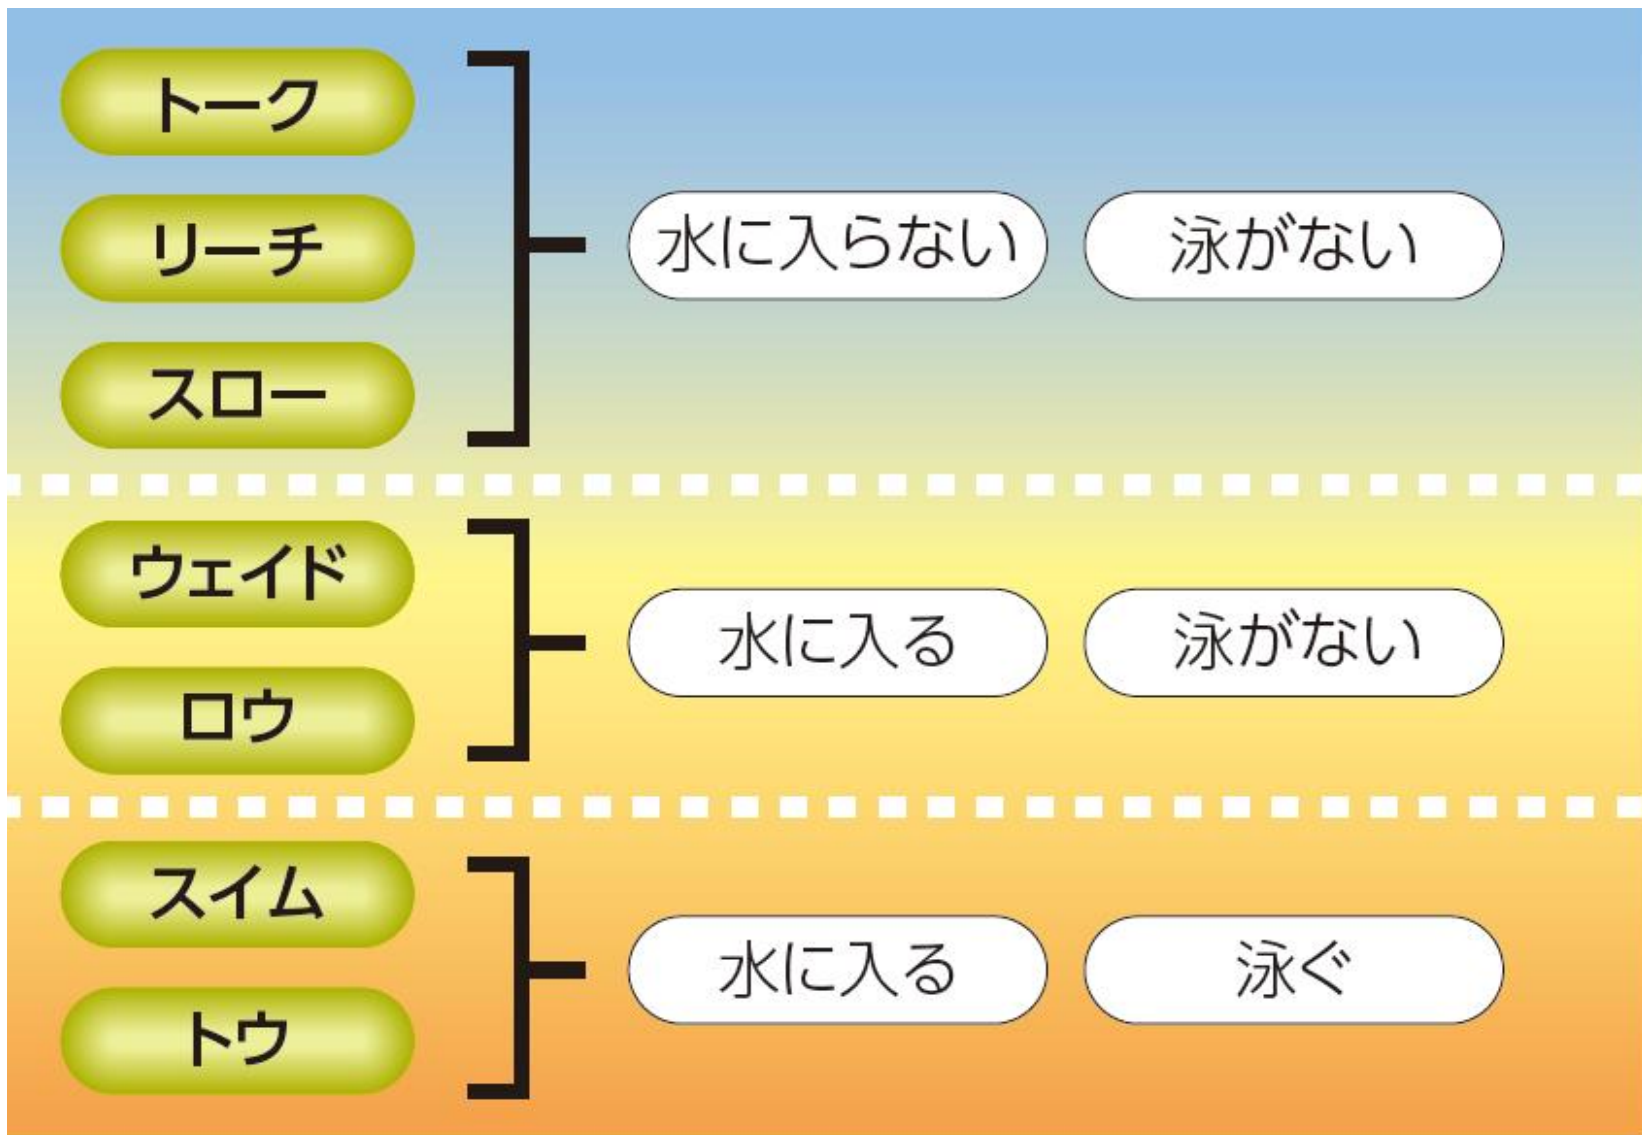 トーク
リーチ
スロー
水に入らない
泳がない
ウェイド
ロウ
水に入る
泳がない
スイム
トウ
水に入る
泳ぐ